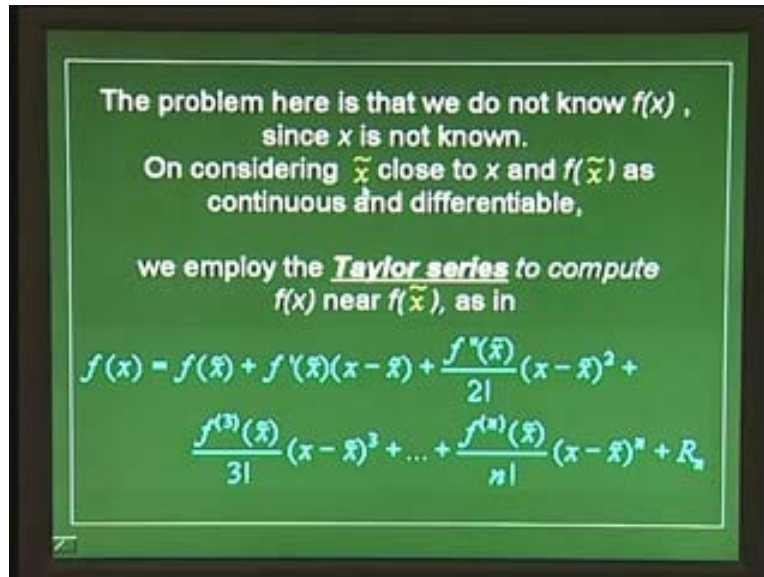 The problem here is that we do not know f(x) ,
since x is not known.
On considering x̃ close to x and f(x̃) as
continuous and differentiable,
we employ the Taylor series to compute
f(x) near f(x̃), as in
f(x) = f(x̃) + f'(x̃)(x − x̃) + f"(x̃)/2! (x − x̃)² +
f⁽³⁾(x̃)/3! (x − x̃)³ + ... + f⁽ⁿ⁾(x̃)/n! (x − x̃)ⁿ + Rₙ